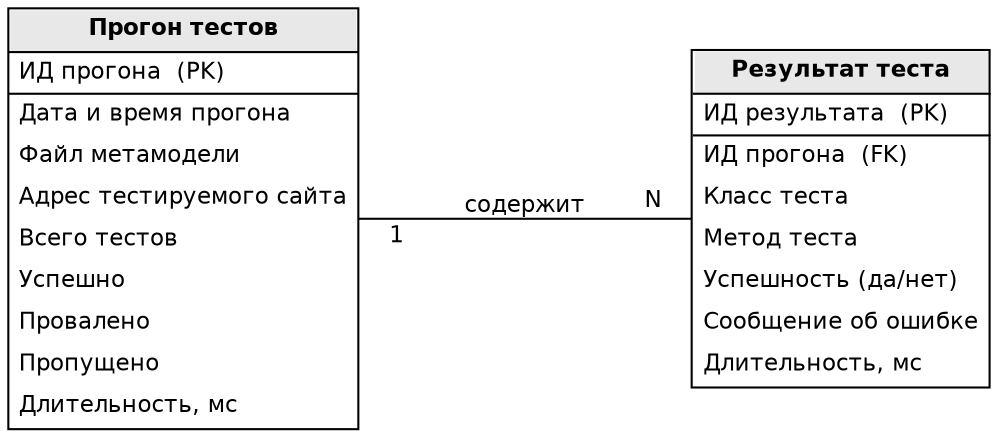 Прогон тестов
ИД прогона (PK)
Дата и время прогона
Файл метамодели
Адрес тестируемого сайта
Всего тестов
Успешно
Провалено
Пропущено
Длительность, мс
содержит
1
N
Результат теста
ИД результата (PK)
ИД прогона (FK)
Класс теста
Метод теста
Успешность (да/нет)
Сообщение об ошибке
Длительность, мс